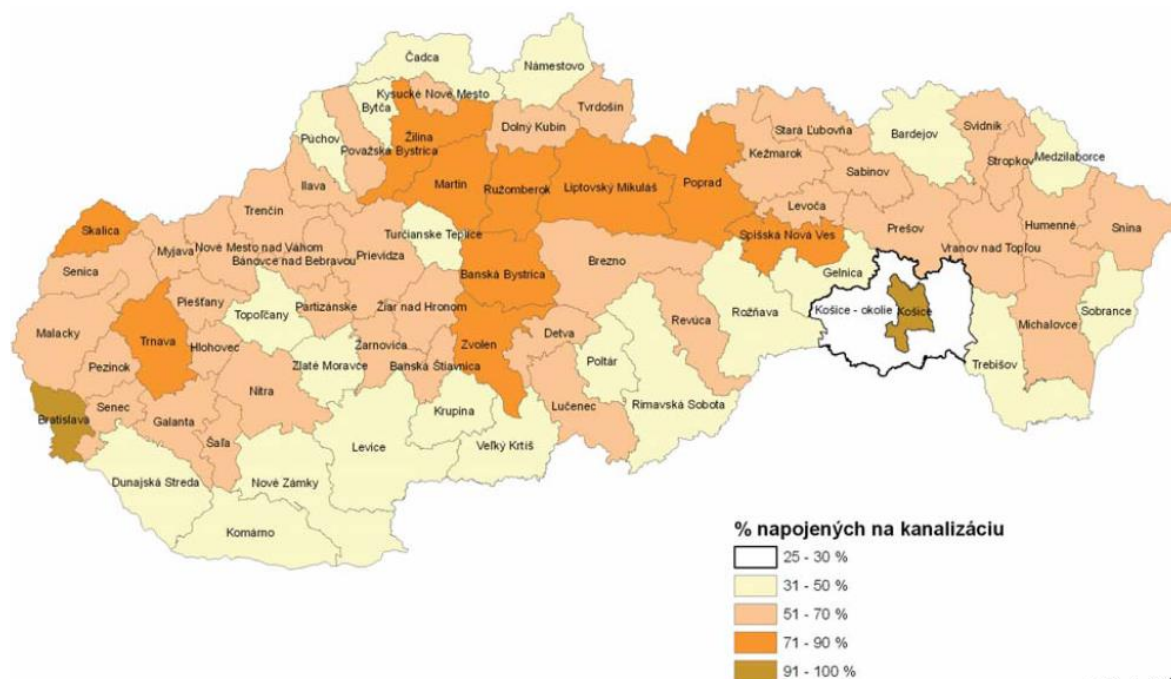 Čadca
Námestovo
Kysucké Nové Mesto
Bytča
Tvrdošín
Púchov
Žilina
Dolný Kubín
Považská Bystrica
Stará Ľubovňa
Bardejov
Svidník
Kežmarok
Stropkov
Medzilaborce
Ilava
Martin
Ružomberok
Liptovský Mikuláš
Poprad
Sabinov
Levoča
Trenčín
Humenné
Snina
Prešov
Skalica
Turčianske Teplice
Spišská Nová Ves
Vranov nad Topľou
Myjava
Nové Mesto nad Váhom
Bánovce nad Bebravou
Prievidza
Brezno
Senica
Banská Bystrica
Gelnica
Piešťany
Partizánske
Žiar nad Hronom
Topoľčany
Rožňava
Košice - okolie
Košice
Sobrance
Malacky
Trnava
Hlohovec
Žarnovica
Zvolen
Detva
Revúca
Michalovce
Pezinok
Zlaté Moravce
Banská Štiavnica
Poltár
Trebišov
Nitra
Bratislava
Senec
Galanta
Krupina
Lučenec
Rimavská Sobota
Šaľa
Levice
Veľký Krtíš
Dunajská Streda
Nové Zámky
Komárno
% napojených na kanalizáciu
25 - 30 %
31 - 50 %
51 - 70 %
71 - 90 %
91 - 100 %